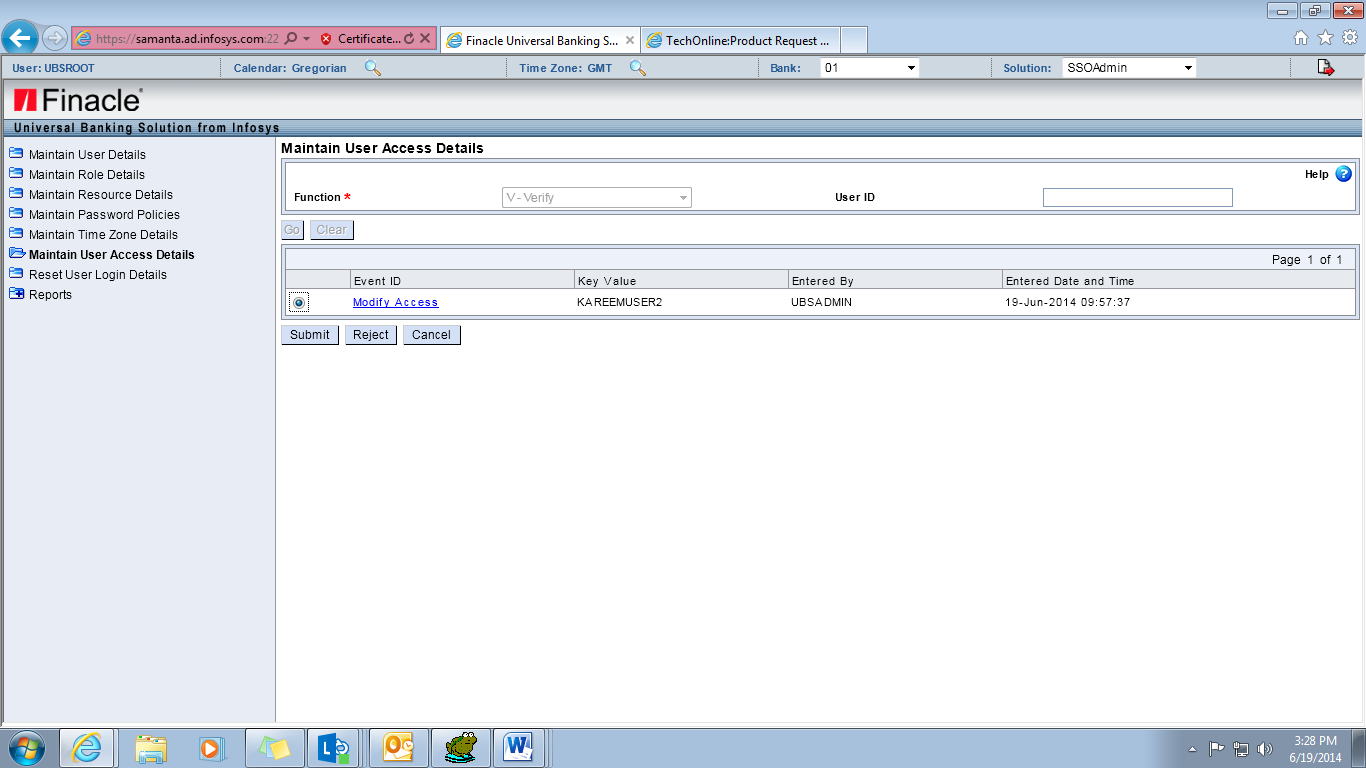 https://samanta.ad.infosys.com:22 Certificate... Finacle Universal Banking S... TechOnline:Product Request ...
User: UBSROOT Calendar: Gregorian Time Zone: GMT Bank: 01 Solution: SSOAdmin
Finacle
Universal Banking Solution from Infosys
Maintain User Details
Maintain Role Details
Maintain Resource Details
Maintain Password Policies
Maintain Time Zone Details
Maintain User Access Details
Reset User Login Details
Reports
Maintain User Access Details
Help ?
Function * V - Verify User ID
Go Clear
Page 1 of 1
Event ID Key Value Entered By Entered Date and Time
Modify Access KAREEMUSER2 UBSADMIN 19-Jun-2014 09:57:37
Submit Reject Cancel
3:28 PM
6/19/2014